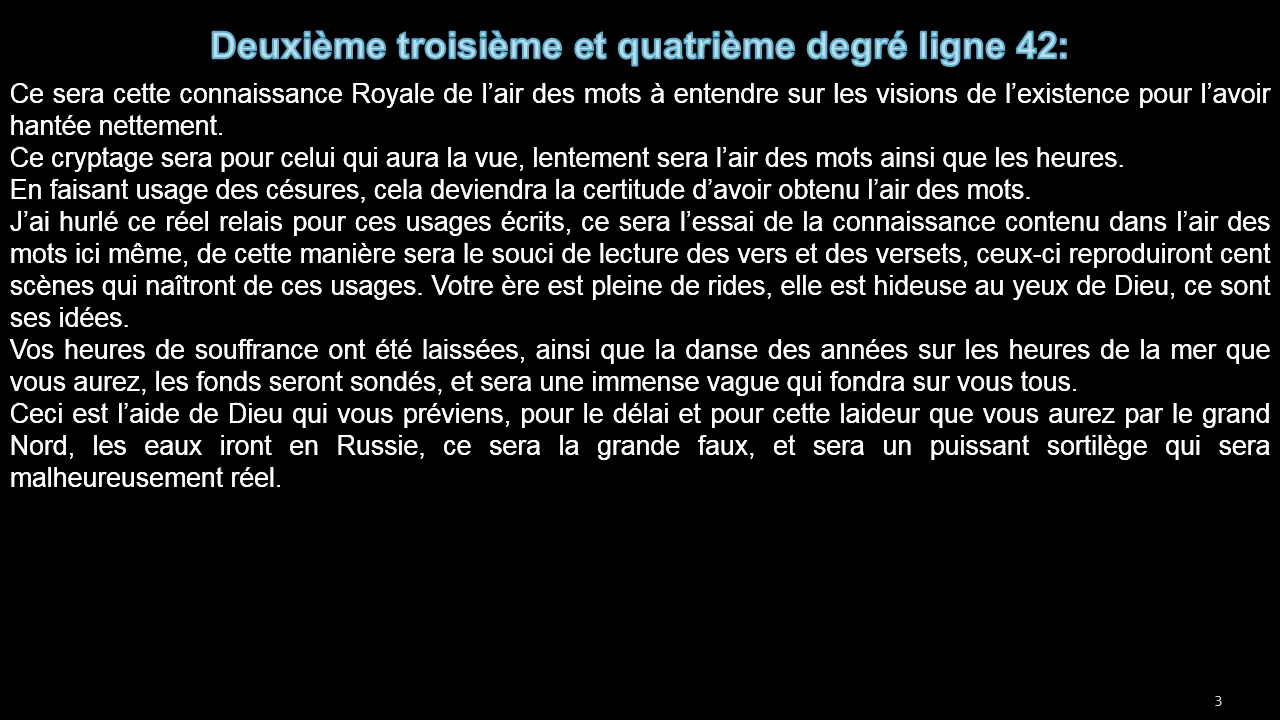 Deuxième troisième et quatrième degré ligne 42:
Ce sera cette connaissance Royale de l’air des mots à entendre sur les visions de l’existence pour l’avoir
hantée nettement.
Ce cryptage sera pour celui qui aura la vue, lentement sera l’air des mots ainsi que les heures.
En faisant usage des césures, cela deviendra la certitude d’avoir obtenu l’air des mots.
J’ai hurlé ce réel relais pour ces usages écrits, ce sera l’essai de la connaissance contenu dans l’air des
mots ici même, de cette manière sera le souci de lecture des vers et des versets, ceux-ci reproduiront cent
scènes qui naîtront de ces usages. Votre ère est pleine de rides, elle est hideuse au yeux de Dieu, ce sont
ses idées.
Vos heures de souffrance ont été laissées, ainsi que la danse des années sur les heures de la mer que
vous aurez, les fonds seront sondés, et sera une immense vague qui fondra sur vous tous.
Ceci est l’aide de Dieu qui vous préviens, pour le délai et pour cette laideur que vous aurez par le grand
Nord, les eaux iront en Russie, ce sera la grande faux, et sera un puissant sortilège qui sera
malheureusement réel.
3